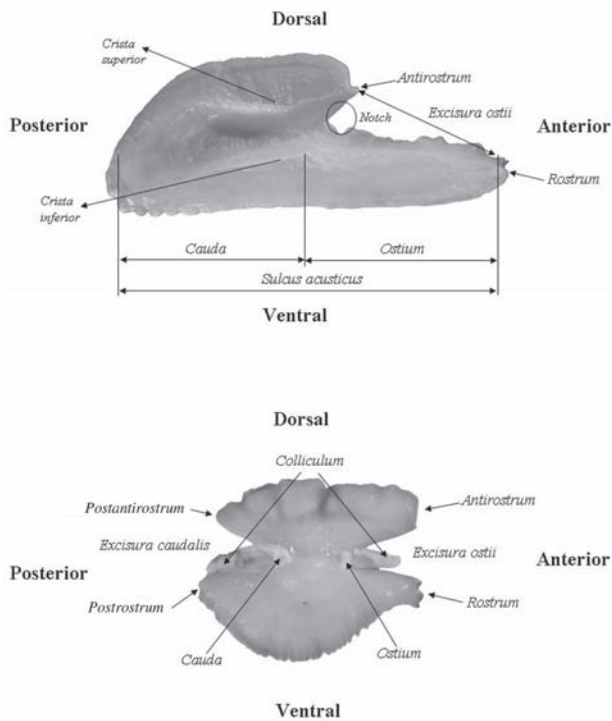 Dorsal
Crista
superior
Antirostrum
Excisura ostii
Notch
Posterior
Anterior
Rostrum
Crista
inferior
Cauda
Ostium
Sulcus acusticus
Ventral
Dorsal
Colliculum
Postantirostrum
Antirostrum
Excisura caudalis
Excisura ostii
Posterior
Anterior
Postrostrum
Rostrum
Cauda
Ostium
Ventral